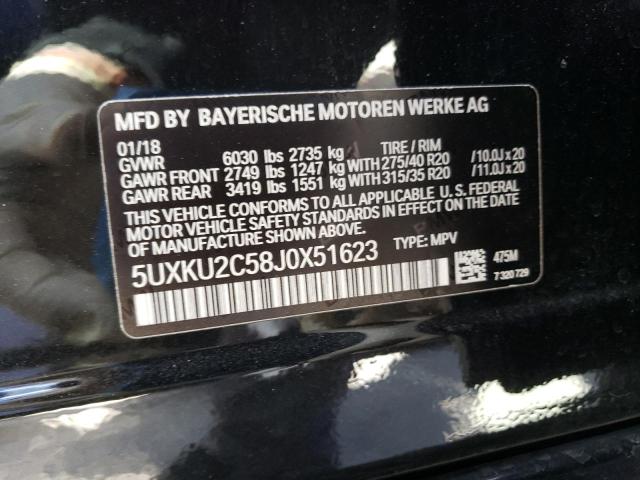 MFD BY BAYERISCHE MOTOREN WERKE AG
01/18 TIRE / RIM
GVWR 6030 lbs 2735 kg
GAWR FRONT 2749 lbs 1247 kg WITH 275/40 R20 /10.0J x 20
GAWR REAR 3419 lbs 1551 kg WITH 315/35 R20 /11.0J x 20
THIS VEHICLE CONFORMS TO ALL APPLICABLE U. S. FEDERAL
MOTOR VEHICLE SAFETY STANDARDS IN EFFECT ON THE DATE OF
MANUFACTURE SHOWN ABOVE.
5UXKU2C58J0X51623 TYPE: MPV
475M
7 320 729